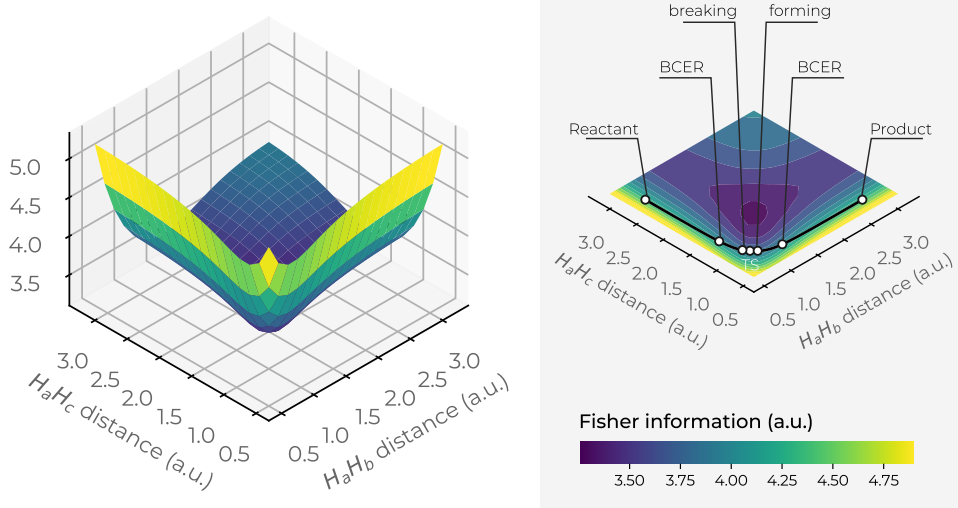 5.0
4.5
4.0
3.5
3.0
2.5
2.0
1.5
1.0
0.5
HaHc distance (a.u.)
0.5
1.0
1.5
2.0
2.5
3.0
HaHb distance (a.u.)
breaking
forming
BCER
BCER
Reactant
Product
TS
3.0
2.5
2.0
1.5
1.0
0.5
HaHc distance (a.u.)
0.5
1.0
1.5
2.0
2.5
3.0
HaHb distance (a.u.)
Fisher information (a.u.)
3.50 3.75 4.00 4.25 4.50 4.75